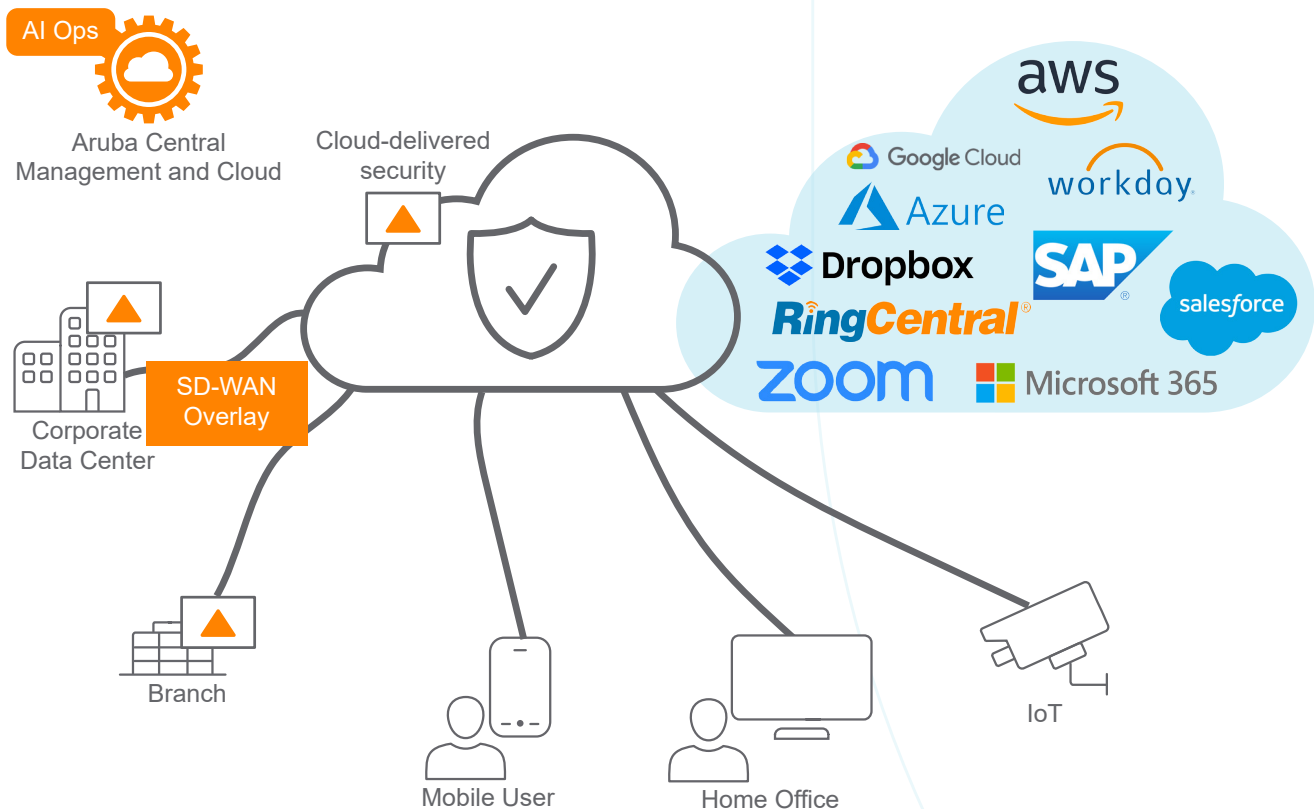 AI Ops
Aruba Central
Management and Cloud
Cloud-delivered
security
aws
Google Cloud
workday®
Azure
Dropbox
SAP®
salesforce
RingCentral®
zoom
Microsoft 365
SD-WAN
Overlay
Corporate
Data Center
Branch
IoT
Mobile User
Home Office